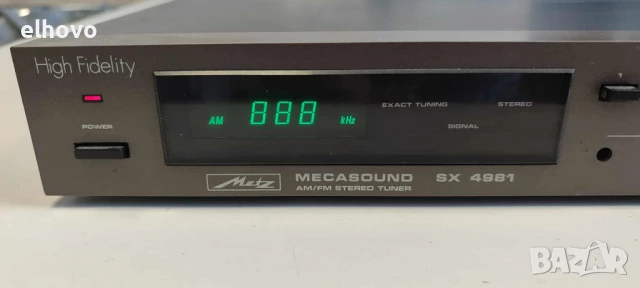 elhovo
High Fidelity
POWER
AM 888 kHz
EXACT TUNING STEREO
SIGNAL
Metz MECASOUND SX 4981
AM/FM STEREO TUNER
BAZAR